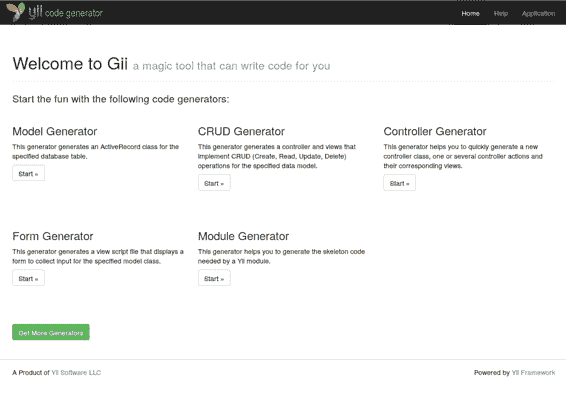 yii code generator
Home Help Application
Welcome to Gii a magic tool that can write code for you
Start the fun with the following code generators:
Model Generator
This generator generates an ActiveRecord class for the
specified database table.
Start »
CRUD Generator
This generator generates a controller and views that
implement CRUD (Create, Read, Update, Delete)
operations for the specified data model.
Start »
Controller Generator
This generator helps you to quickly generate a new
controller class, one or several controller actions and
their corresponding views.
Start »
Form Generator
This generator generates a view script file that displays a
form to collect input for the specified model class.
Start »
Module Generator
This generator helps you to generate the skeleton code
needed by a Yii module.
Start »
Get More Generators
A Product of Yii Software LLC
Powered by Yii Framework